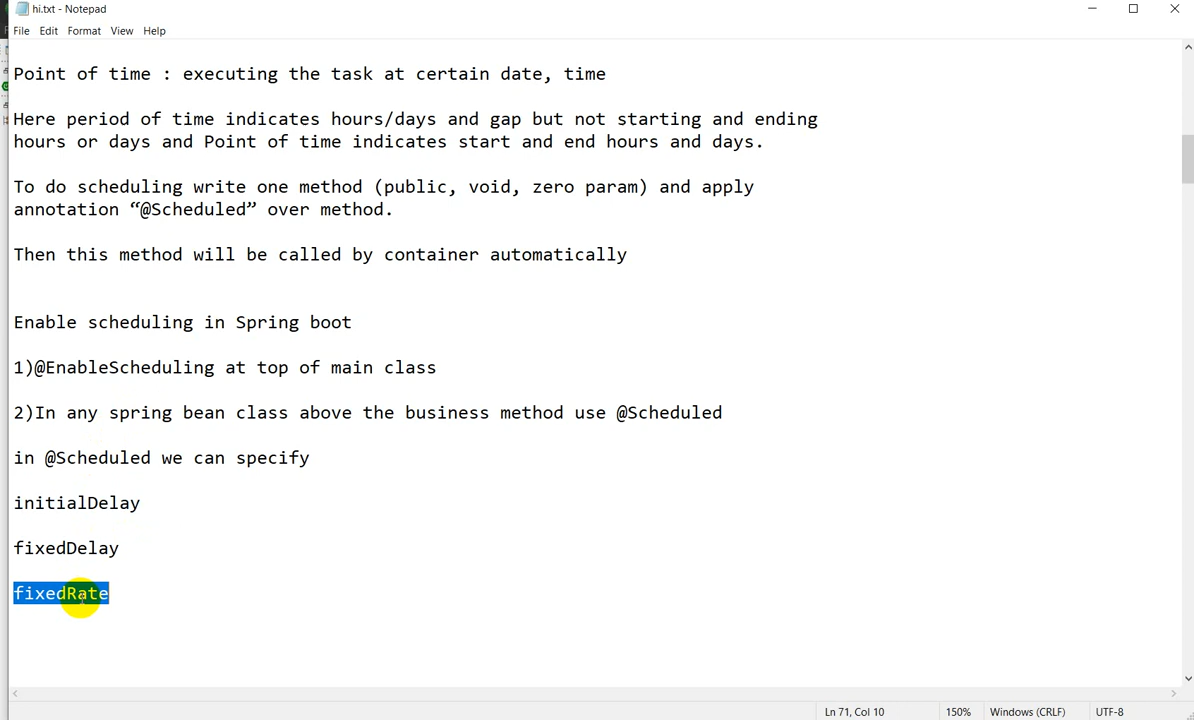 hi.txt - Notepad
File Edit Format View Help
Point of time : executing the task at certain date, time
Here period of time indicates hours/days and gap but not starting and ending
hours or days and Point of time indicates start and end hours and days.
To do scheduling write one method (public, void, zero param) and apply
annotation “@Scheduled” over method.
Then this method will be called by container automatically
Enable scheduling in Spring boot
1)@EnableScheduling at top of main class
2)In any spring bean class above the business method use @Scheduled
in @Scheduled we can specify
initialDelay
fixedDelay
fixedRate
Ln 71, Col 10 150% Windows (CRLF) UTF-8